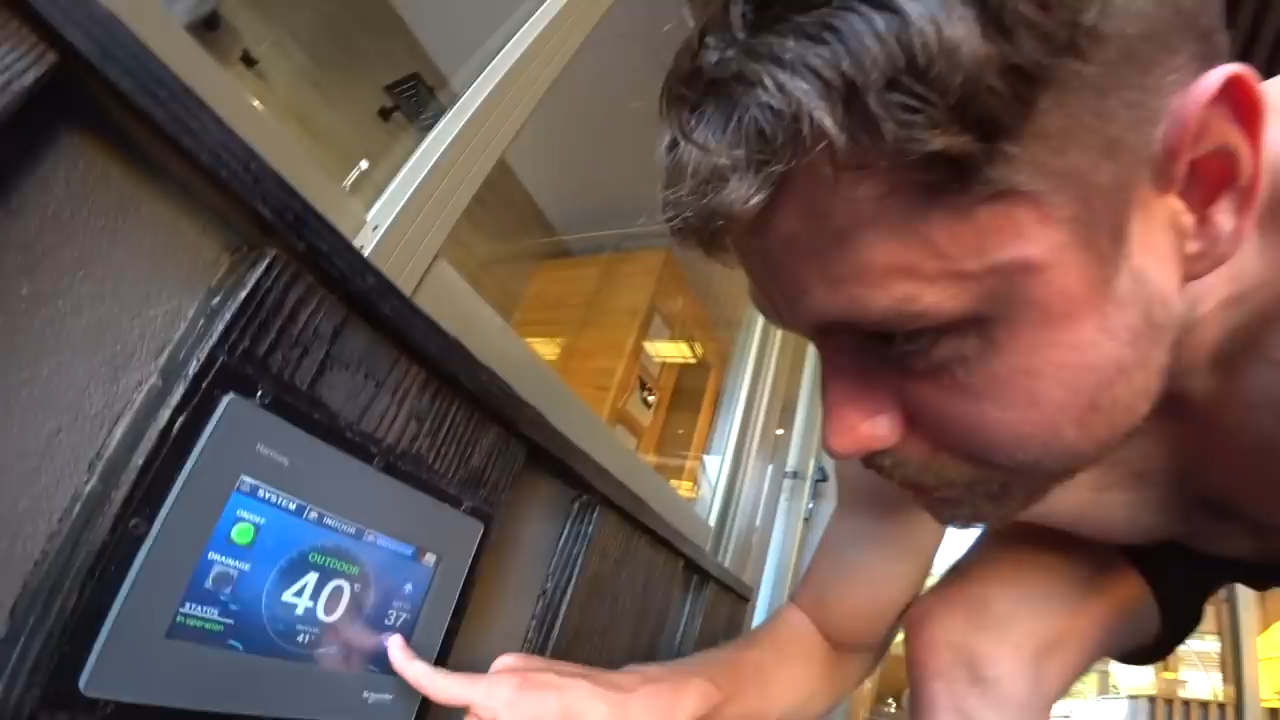 Harmony
SYSTEM
INDOOR
ON/OFF
DRAINAGE
STATUS
In operation
OUTDOOR
40°C
41°
37°
Schneider